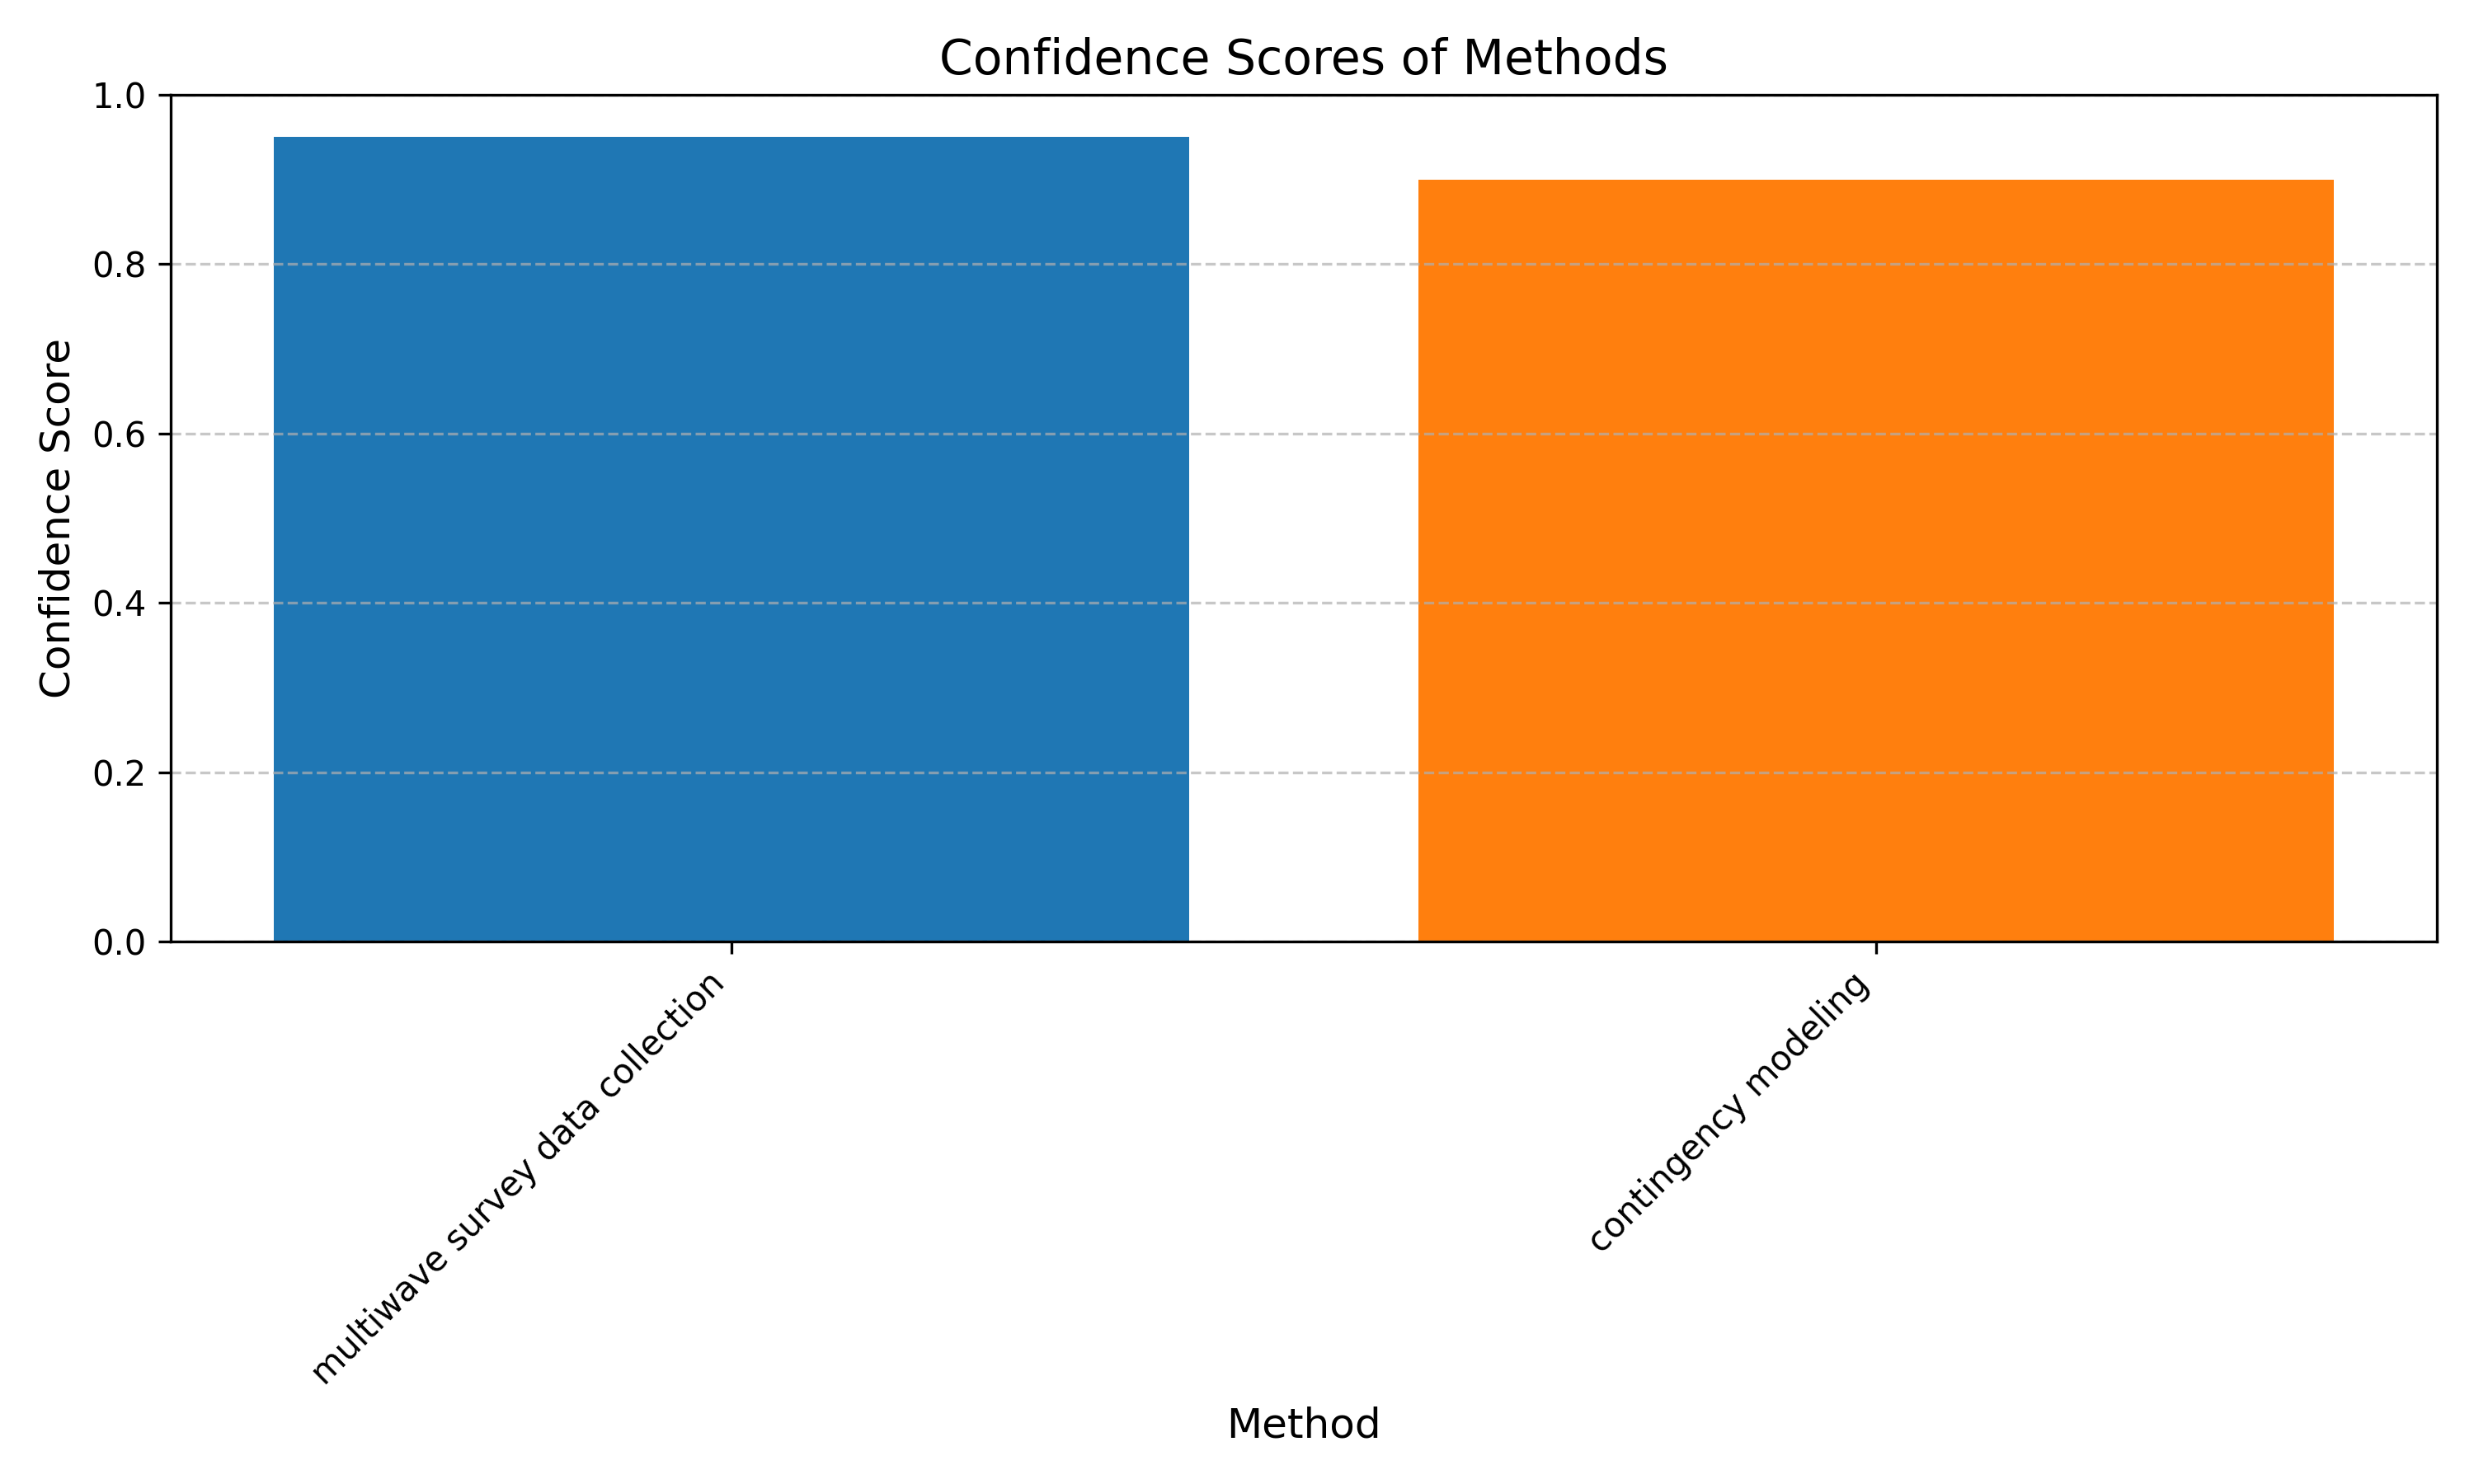 Confidence Scores of Methods
Confidence Score
1.0
0.8
0.6
0.4
0.2
0.0
multiwave survey data collection
contingency modeling
Method